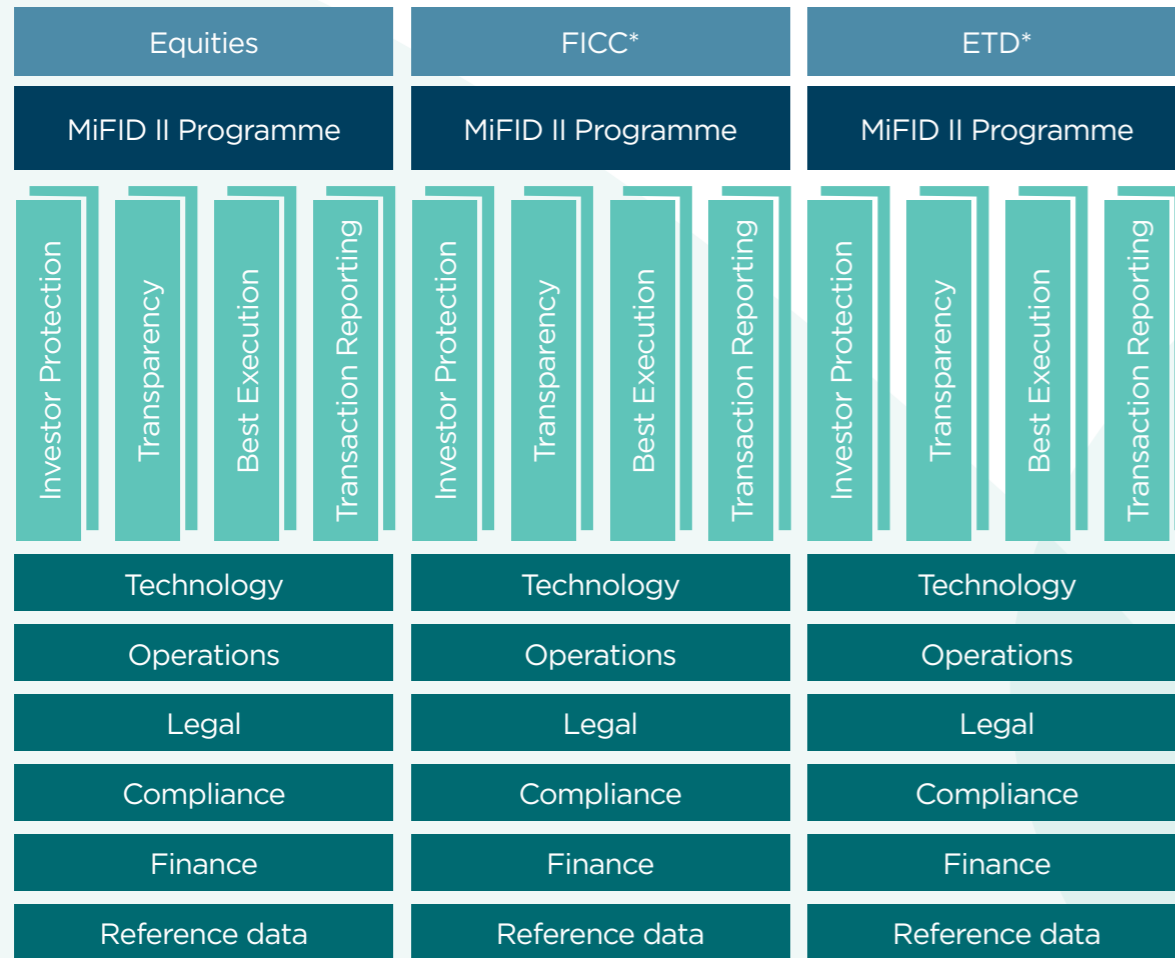 Equities
FICC*
ETD*
MiFID II Programme
MiFID II Programme
MiFID II Programme
Investor Protection
Transparency
Best Execution
Transaction Reporting
Investor Protection
Transparency
Best Execution
Transaction Reporting
Investor Protection
Transparency
Best Execution
Transaction Reporting
Technology
Technology
Technology
Operations
Operations
Operations
Legal
Legal
Legal
Compliance
Compliance
Compliance
Finance
Finance
Finance
Reference data
Reference data
Reference data